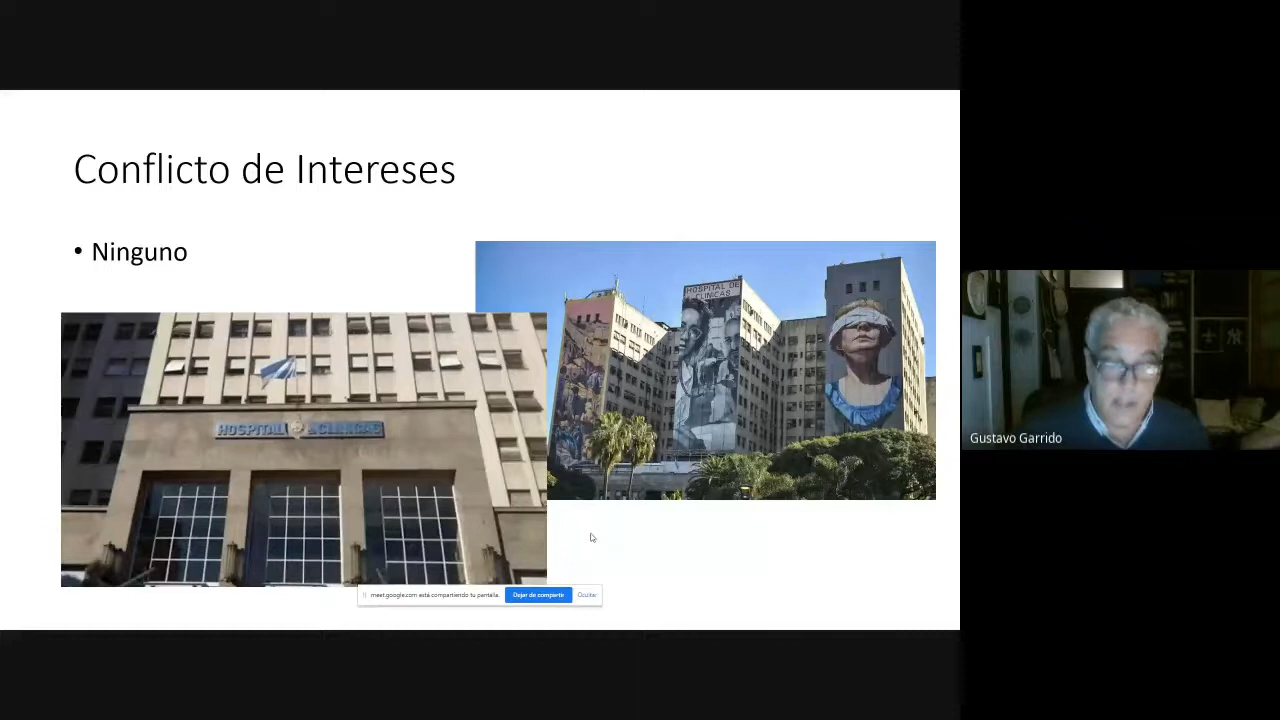 Conflicto de Intereses
• Ninguno
HOSPITAL DE
CLINICAS
HOSPITAL DE CLINICAS
Gustavo Garrido
meet.google.com está compartiendo tu pantalla.
Dejar de compartir
Ocultar